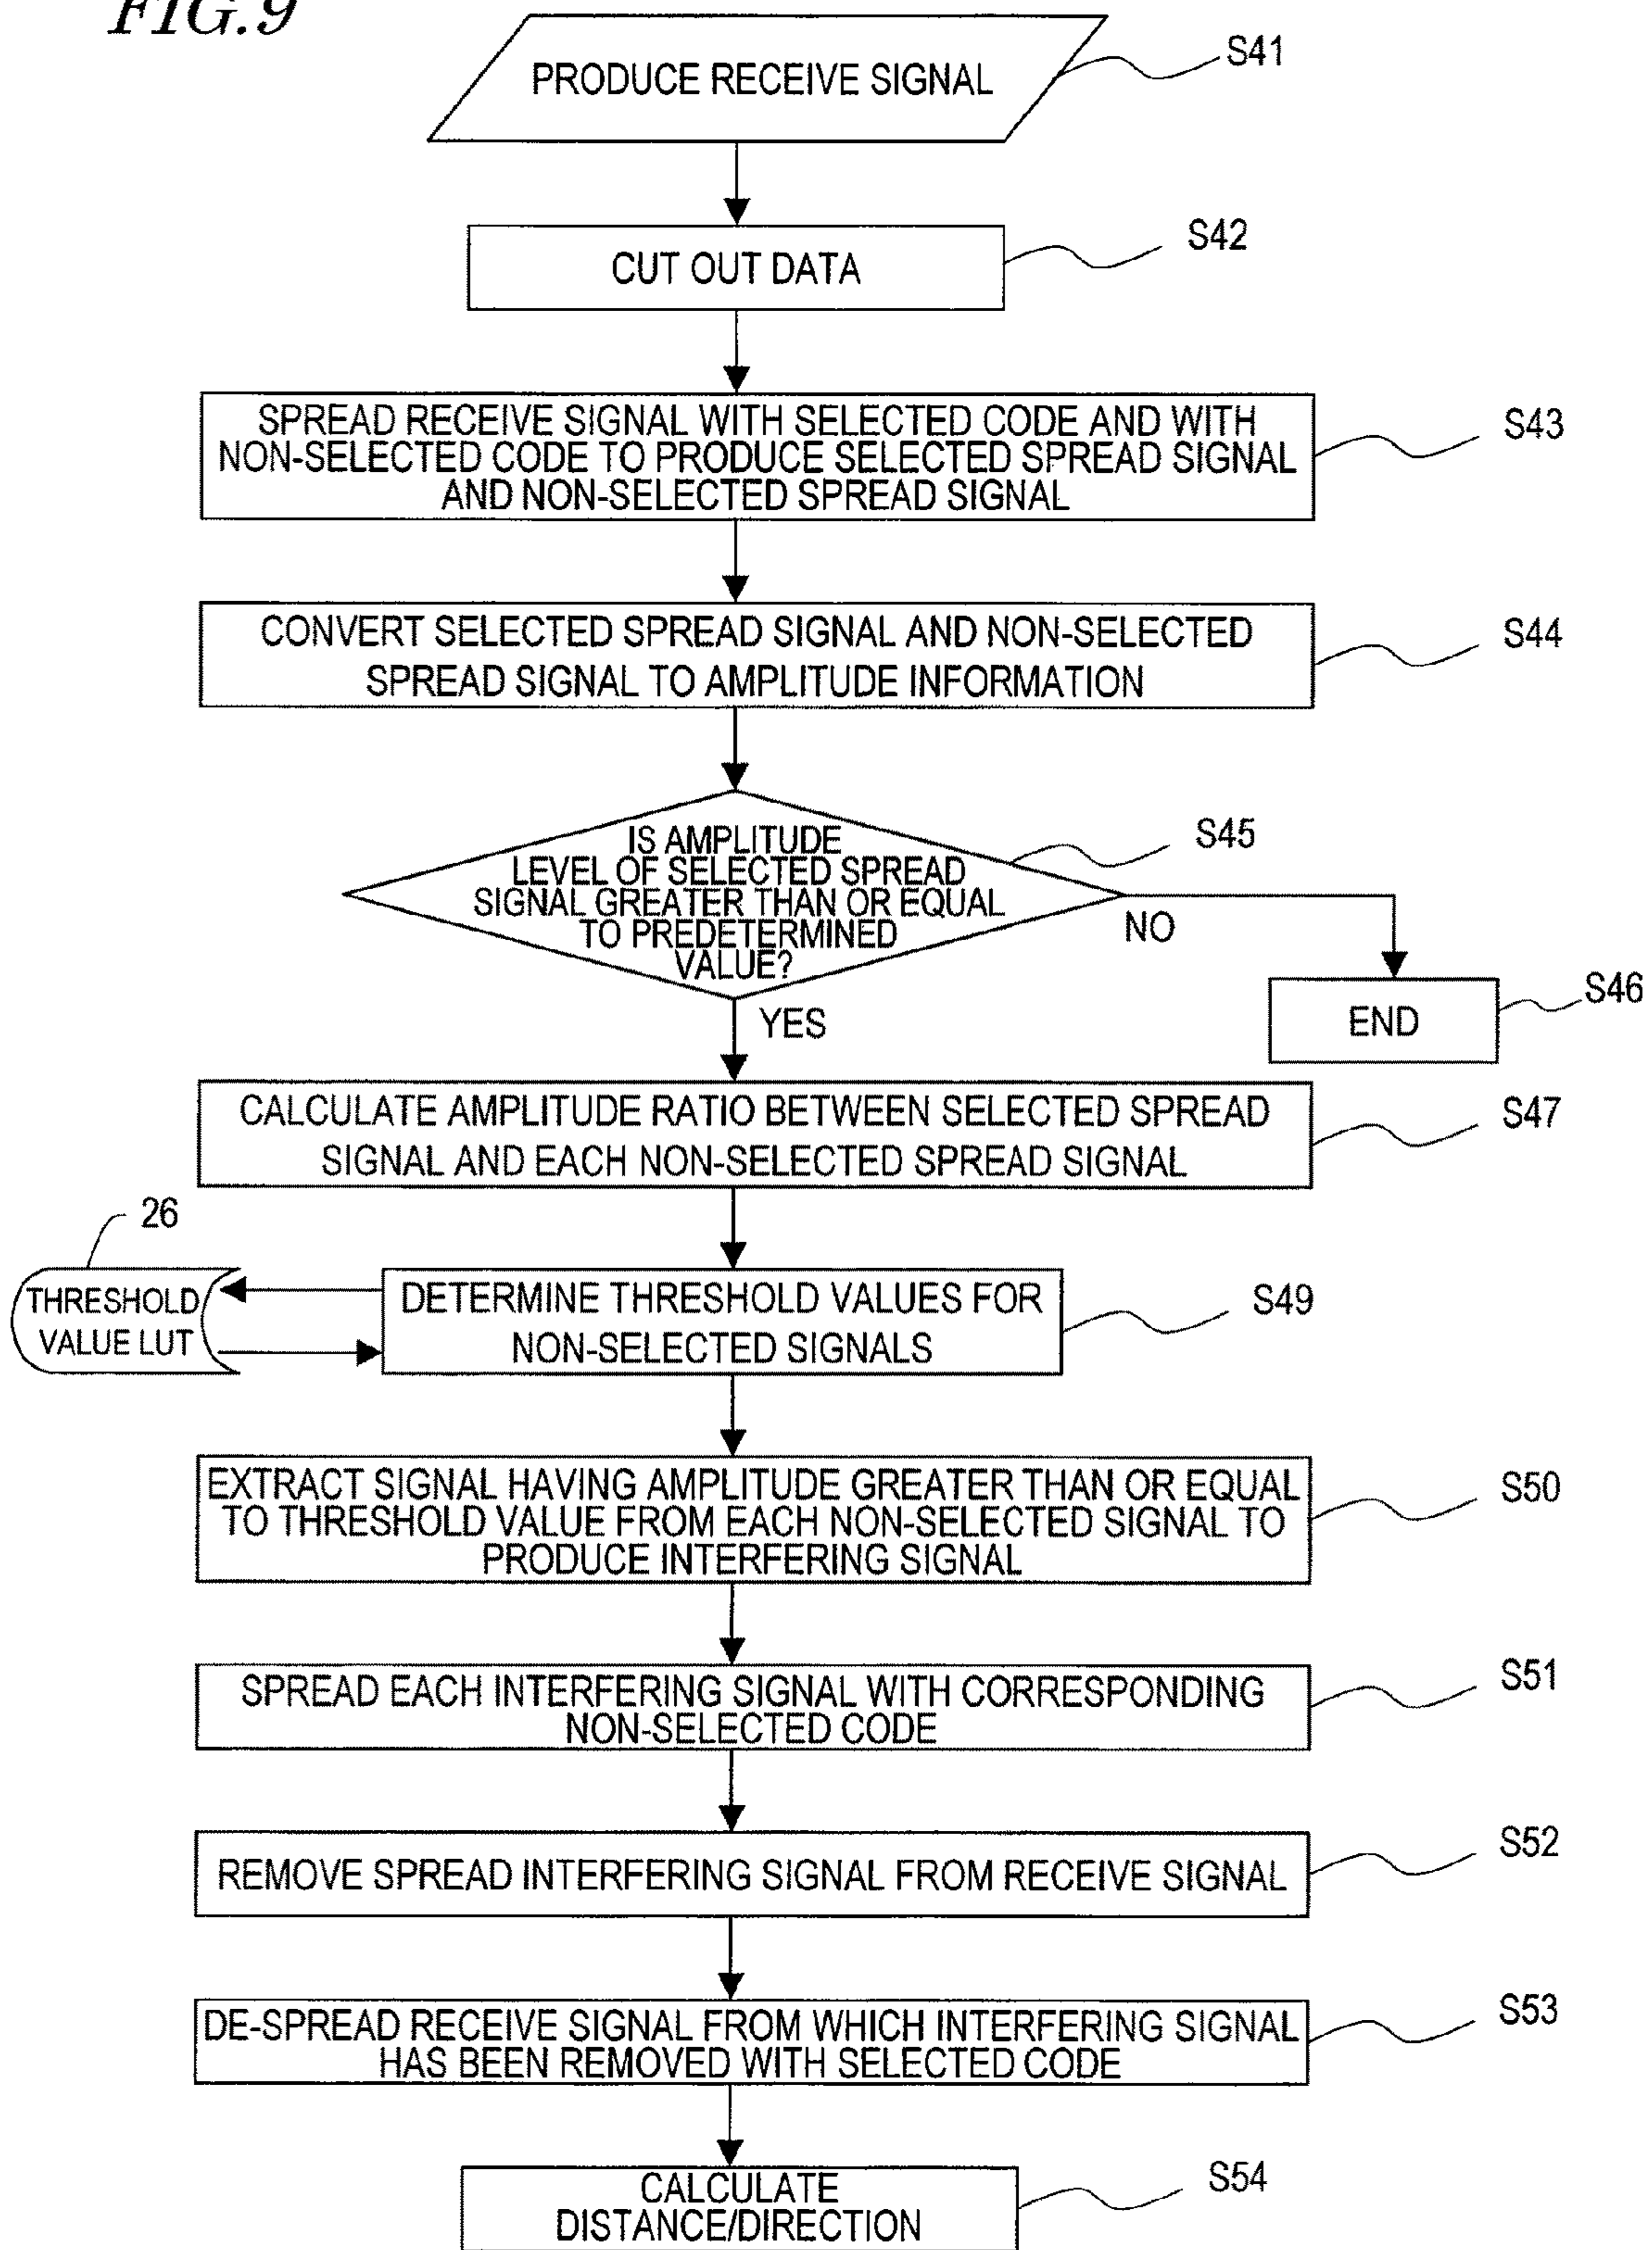 FIG.9
PRODUCE RECEIVE SIGNAL
S41
CUT OUT DATA
S42
SPREAD RECEIVE SIGNAL WITH SELECTED CODE AND WITH
NON-SELECTED CODE TO PRODUCE SELECTED SPREAD SIGNAL
AND NON-SELECTED SPREAD SIGNAL
S43
CONVERT SELECTED SPREAD SIGNAL AND NON-SELECTED
SPREAD SIGNAL TO AMPLITUDE INFORMATION
S44
IS AMPLITUDE
LEVEL OF SELECTED SPREAD
SIGNAL GREATER THAN OR EQUAL
TO PREDETERMINED
VALUE?
S45
NO
END
S46
YES
CALCULATE AMPLITUDE RATIO BETWEEN SELECTED SPREAD
SIGNAL AND EACH NON-SELECTED SPREAD SIGNAL
S47
26
THRESHOLD
VALUE LUT
DETERMINE THRESHOLD VALUES FOR
NON-SELECTED SIGNALS
S49
EXTRACT SIGNAL HAVING AMPLITUDE GREATER THAN OR EQUAL
TO THRESHOLD VALUE FROM EACH NON-SELECTED SIGNAL TO
PRODUCE INTERFERING SIGNAL
S50
SPREAD EACH INTERFERING SIGNAL WITH CORRESPONDING
NON-SELECTED CODE
S51
REMOVE SPREAD INTERFERING SIGNAL FROM RECEIVE SIGNAL
S52
DE-SPREAD RECEIVE SIGNAL FROM WHICH INTERFERING SIGNAL
HAS BEEN REMOVED WITH SELECTED CODE
S53
CALCULATE
DISTANCE/DIRECTION
S54